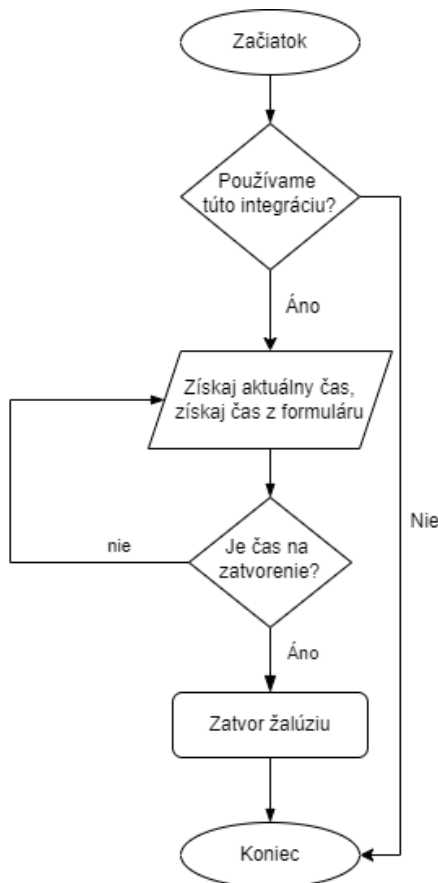 Začiatok
Používame
túto integráciu?
Áno
Získaj aktuálny čas,
získaj čas z formuláru
Nie
nie
Je čas na
zatvorenie?
Áno
Zatvor žalúziu
Koniec